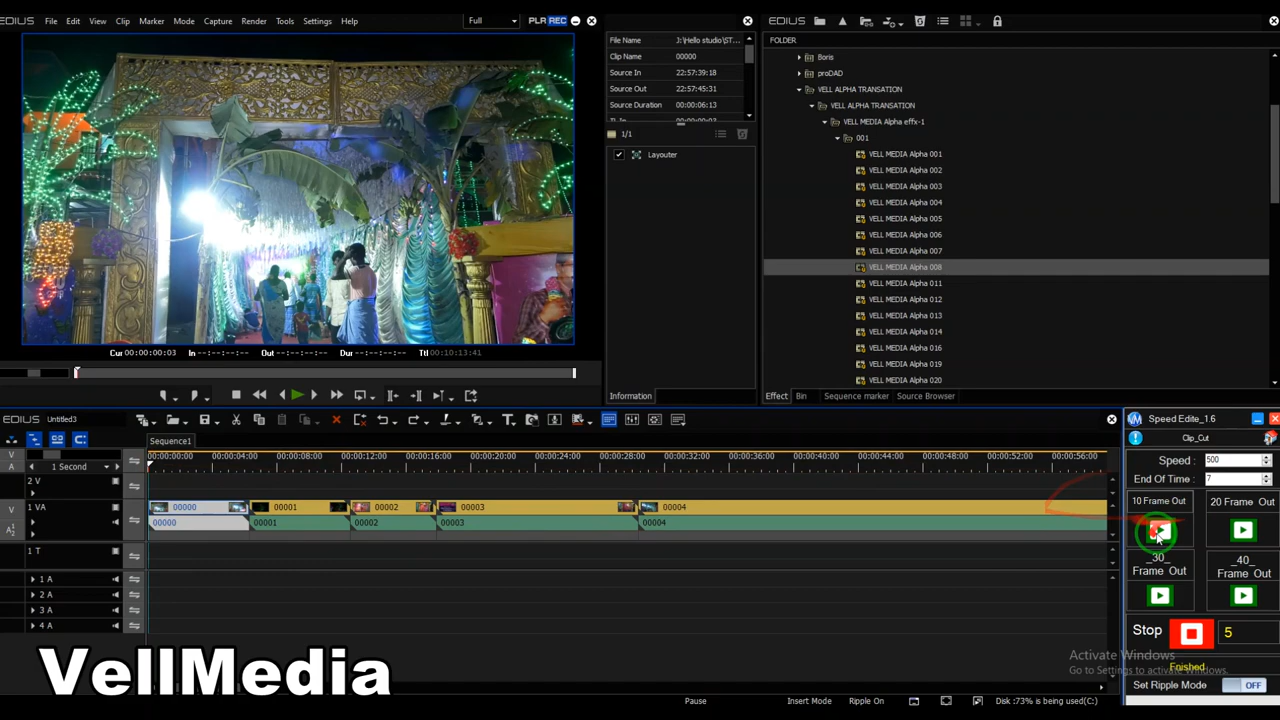 EDIUS File Edit View Clip Marker Mode Capture Render Tools Settings Help
Full
PLR REC
EDIUS
FOLDER
File Name J:\Hello studio\ST...
Clip Name 00000
Source In 22:57:39:18
Source Out 22:57:45:31
Source Duration 00:00:06:13
1/1
Layouter
Boris
proDAD
VELL ALPHA TRANSATION
VELL ALPHA TRANSATION
VELL MEDIA Alpha effx-1
001
VELL MEDIA Alpha 001
VELL MEDIA Alpha 002
VELL MEDIA Alpha 003
VELL MEDIA Alpha 004
VELL MEDIA Alpha 005
VELL MEDIA Alpha 006
VELL MEDIA Alpha 007
VELL MEDIA Alpha 008
VELL MEDIA Alpha 011
VELL MEDIA Alpha 012
VELL MEDIA Alpha 013
VELL MEDIA Alpha 014
VELL MEDIA Alpha 016
VELL MEDIA Alpha 019
VELL MEDIA Alpha 020
Cur 00:00:00:03 In --:--:--:-- Out --:--:--:-- Dur --:--:--:-- Ttl 00:10:13:41
Information
Effect Bin Sequence marker Source Browser
EDIUS Untitled3
Sequence1
V
A
1 Second
00:00:00:00 00:00:04:00 00:00:08:00 00:00:12:00 00:00:16:00 00:00:20:00 00:00:24:00 00:00:28:00 00:00:32:00 00:00:36:00 00:00:40:00 00:00:44:00 00:00:48:00 00:00:52:00 00:00:56:00
2 V
V 1 VA
00000 00001 00002 00003 00004
00000 00001 00002 00003 00004
1 T
1 A
2 A
3 A
4 A
Speed Edite_1.6
Clip_Cut
Speed: 500
End Of Time: 7
10 Frame Out 20 Frame Out
_30_ Frame Out
_40_ Frame Out
Stop 5
Activate Windows
Go to Settings to activate Windows.
Finished
Set Ripple Mode OFF
VellMedia
Pause Insert Mode Ripple On Disk :73% is being used(C:)